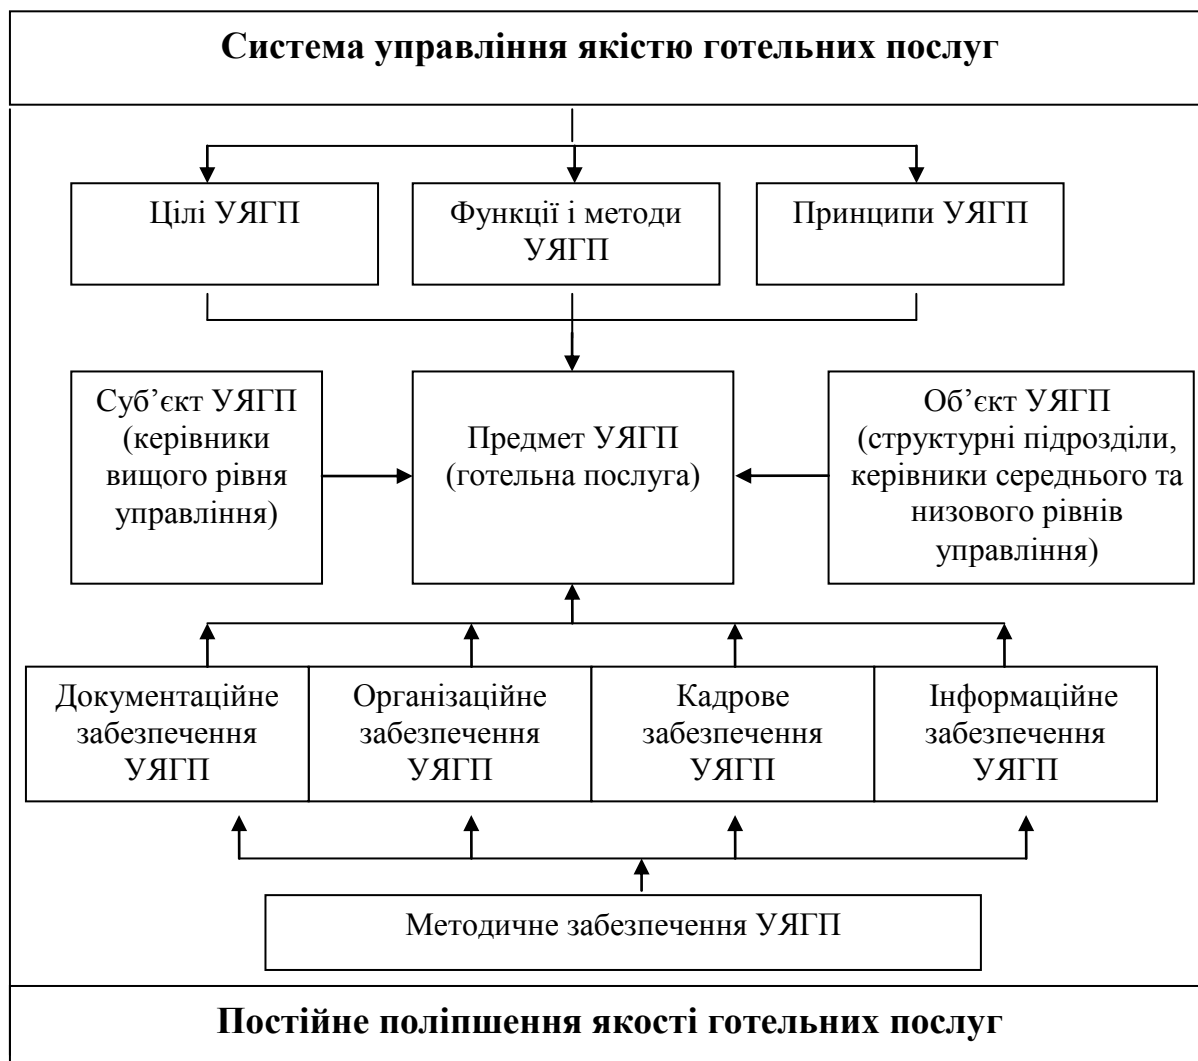 Система управління якістю готельних послуг
Цілі УЯГП
Функції і методи
УЯГП
Принципи УЯГП
Суб’єкт УЯГП
(керівники
вищого рівня
управління)
Предмет УЯГП
(готельна послуга)
Об’єкт УЯГП
(структурні підрозділи,
керівники середнього та
низового рівнів
управління)
Документаційне
забезпечення
УЯГП
Організаційне
забезпечення
УЯГП
Кадрове
забезпечення
УЯГП
Інформаційне
забезпечення
УЯГП
Методичне забезпечення УЯГП
Постійне поліпшення якості готельних послуг